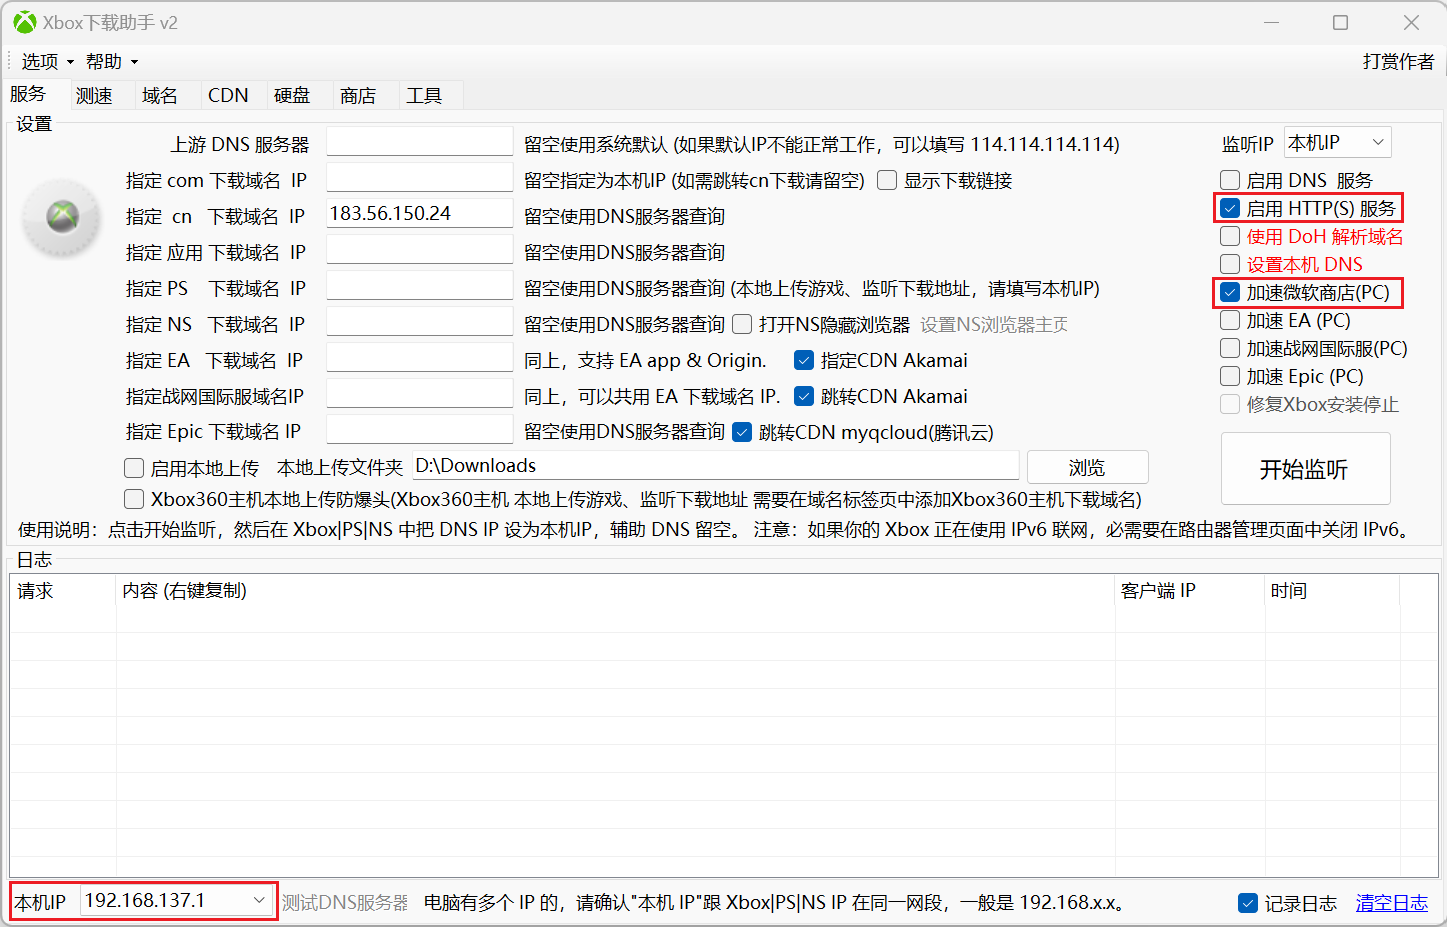 Xbox下载助手 v2
选项 帮助 打赏作者
服务 测速 域名 CDN 硬盘 商店 工具
设置
上游 DNS 服务器 留空使用系统默认 (如果默认IP不能正常工作，可以填写 114.114.114.114) 监听IP 本机IP
指定 com 下载域名 IP 留空指定为本机IP (如需跳转cn下载请留空) 显示下载链接 启用 DNS 服务
指定 cn 下载域名 IP 183.56.150.24 留空使用DNS服务器查询 启用 HTTP(S) 服务
使用 DoH 解析域名
指定 应用 下载域名 IP 留空使用DNS服务器查询 设置本机 DNS
指定 PS 下载域名 IP 留空使用DNS服务器查询 (本地上传游戏、监听下载地址，请填写本机IP) 加速微软商店(PC)
指定 NS 下载域名 IP 留空使用DNS服务器查询 打开NS隐藏浏览器 设置NS浏览器主页 加速 EA (PC)
加速战网国际服(PC)
指定 EA 下载域名 IP 同上，支持 EA app & Origin. 指定CDN Akamai 加速 Epic (PC)
指定战网国际服域名IP 同上，可以共用 EA 下载域名 IP. 跳转CDN Akamai 修复Xbox安装停止
指定 Epic 下载域名 IP 留空使用DNS服务器查询 跳转CDN myqcloud(腾讯云)
启用本地上传 本地上传文件夹 D:\Downloads 浏览 开始监听
Xbox360主机本地上传防爆头(Xbox360主机 本地上传游戏、监听下载地址 需要在域名标签页中添加Xbox360主机下载域名)
使用说明：点击开始监听，然后在 Xbox|PS|NS 中把 DNS IP 设为本机IP，辅助 DNS 留空。 注意：如果你的 Xbox 正在使用 IPv6 联网，必需要在路由器管理页面中关闭 IPv6。
日志
请求 内容 (右键复制) 客户端 IP 时间
本机IP 192.168.137.1 测试DNS服务器 电脑有多个 IP 的，请确认"本机 IP"跟 Xbox|PS|NS IP 在同一网段，一般是 192.168.x.x。 记录日志 清空日志